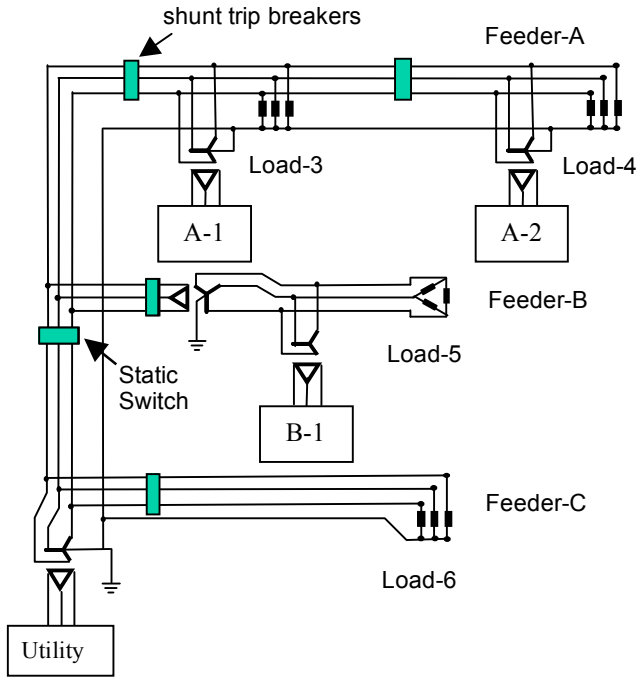 shunt trip breakers
Feeder-A
Load-3
Load-4
A-1
A-2
Feeder-B
Load-5
Static
Switch
B-1
Feeder-C
Load-6
Utility